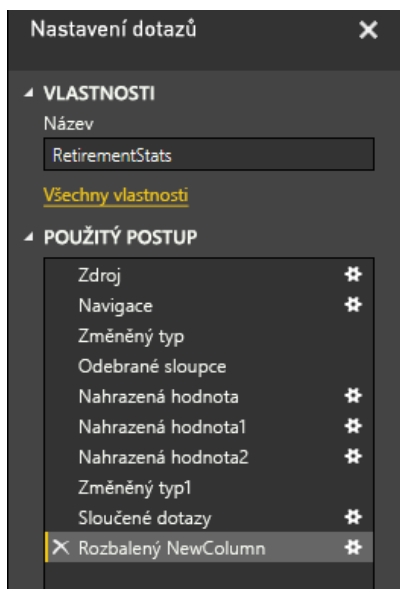 Nastavení dotazů
VLASTNOSTI
Název
RetirementStats
Všechny vlastnosti
POUŽITÝ POSTUP
Zdroj
Navigace
Změněný typ
Odebrané sloupce
Nahrazená hodnota
Nahrazená hodnota1
Nahrazená hodnota2
Změněný typ1
Sloučené dotazy
Rozbalený NewColumn